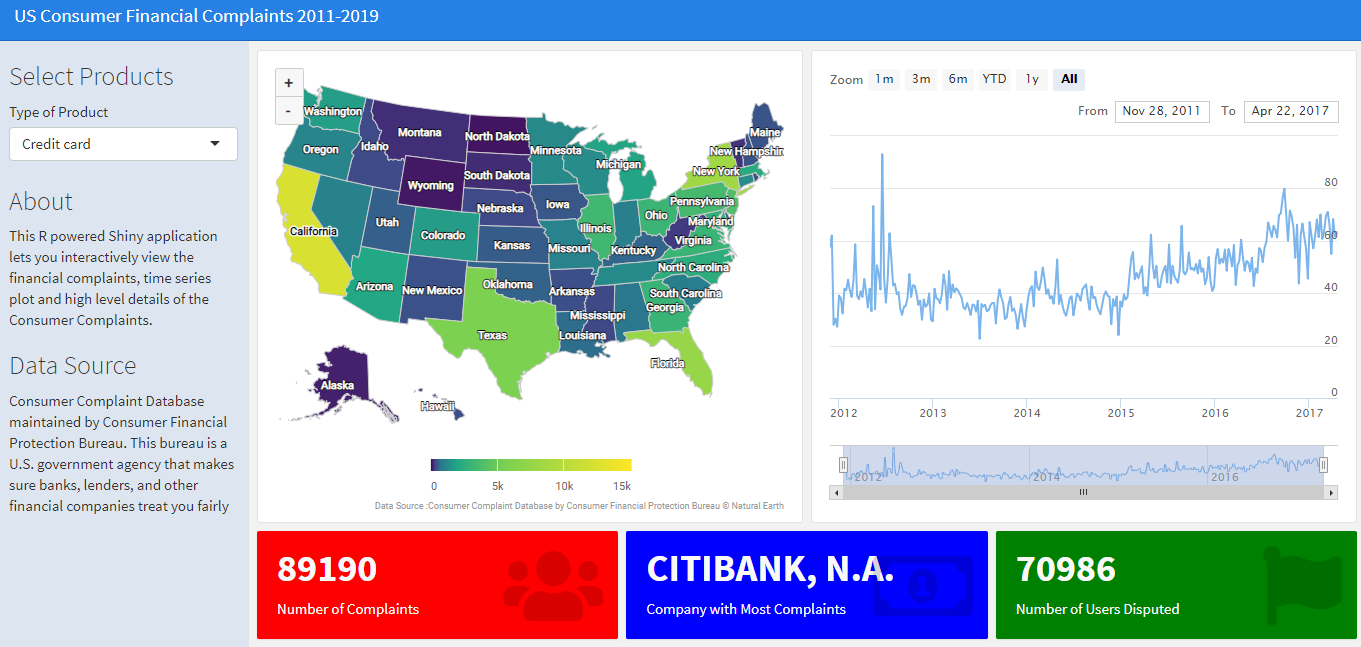 US Consumer Financial Complaints 2011-2019
Select Products
Type of Product
Credit card
About
This R powered Shiny application
lets you interactively view the
financial complaints, time series
plot and high level details of the
Consumer Complaints.
Data Source
Consumer Complaint Database
maintained by Consumer Financial
Protection Bureau. This bureau is a
U.S. government agency that makes
sure banks, lenders, and other
financial companies treat you fairly
+
-
Washington
Montana
North Dakota
Maine
Oregon
Idaho
Minnesota
New Hampshir
Michigan
Wyoming
South Dakota
New York
Utah
Nebraska
Iowa
Pennsylvania
Ohio
Maryland
California
Colorado
Kansas
Missouri
Illinois
Kentucky
Virginia
North Carolina
Arizona
New Mexico
Oklahoma
Arkansas
South Carolina
Georgia
Mississippi
Texas
Louisiana
Florida
Alaska
Hawaii
0 5k 10k 15k
Data Source :Consumer Complaint Database by Consumer Financial Protection Bureau © Natural Earth
Zoom 1m 3m 6m YTD 1y All
From Nov 28, 2011 To Apr 22, 2017
80
60
40
20
0
2012 2013 2014 2015 2016 2017
2012 2014 2016
89190
Number of Complaints
CITIBANK, N.A.
Company with Most Complaints
1
70986
Number of Users Disputed